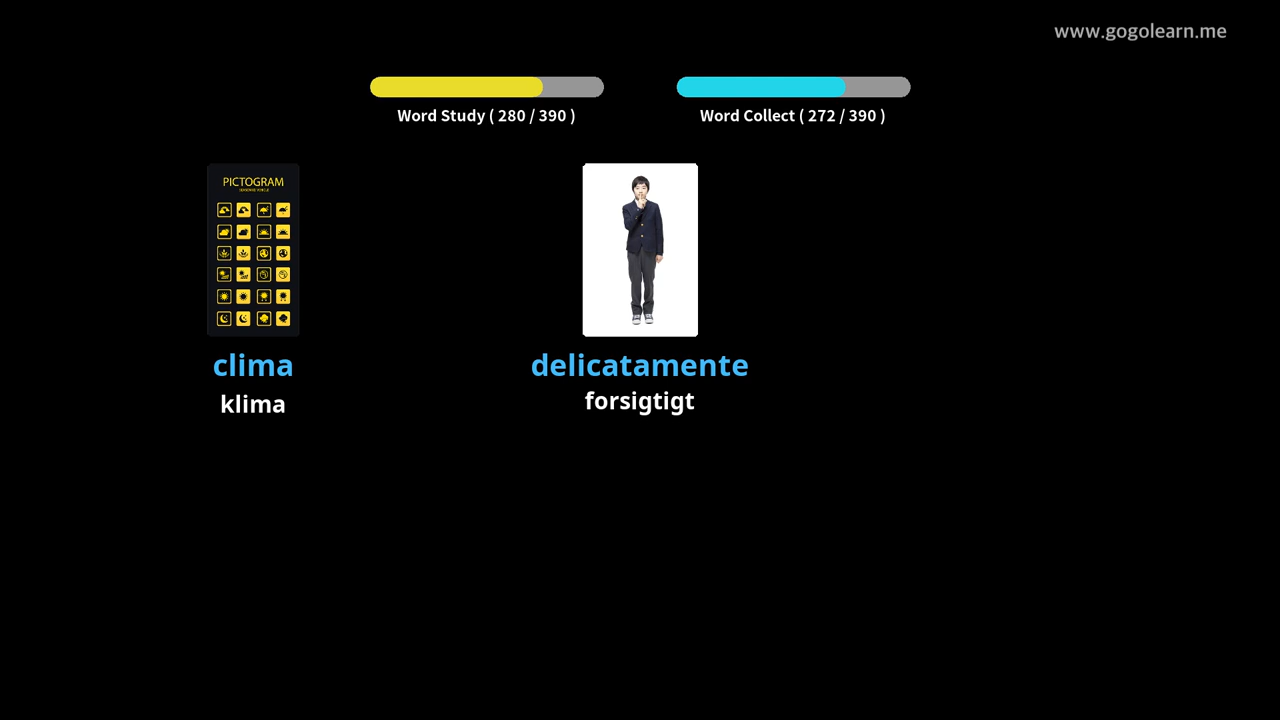 www.gogolearn.me
Word Study ( 280 / 390 )
Word Collect ( 272 / 390 )
PICTOGRAM
clima
klima
delicatamente
forsigtigt